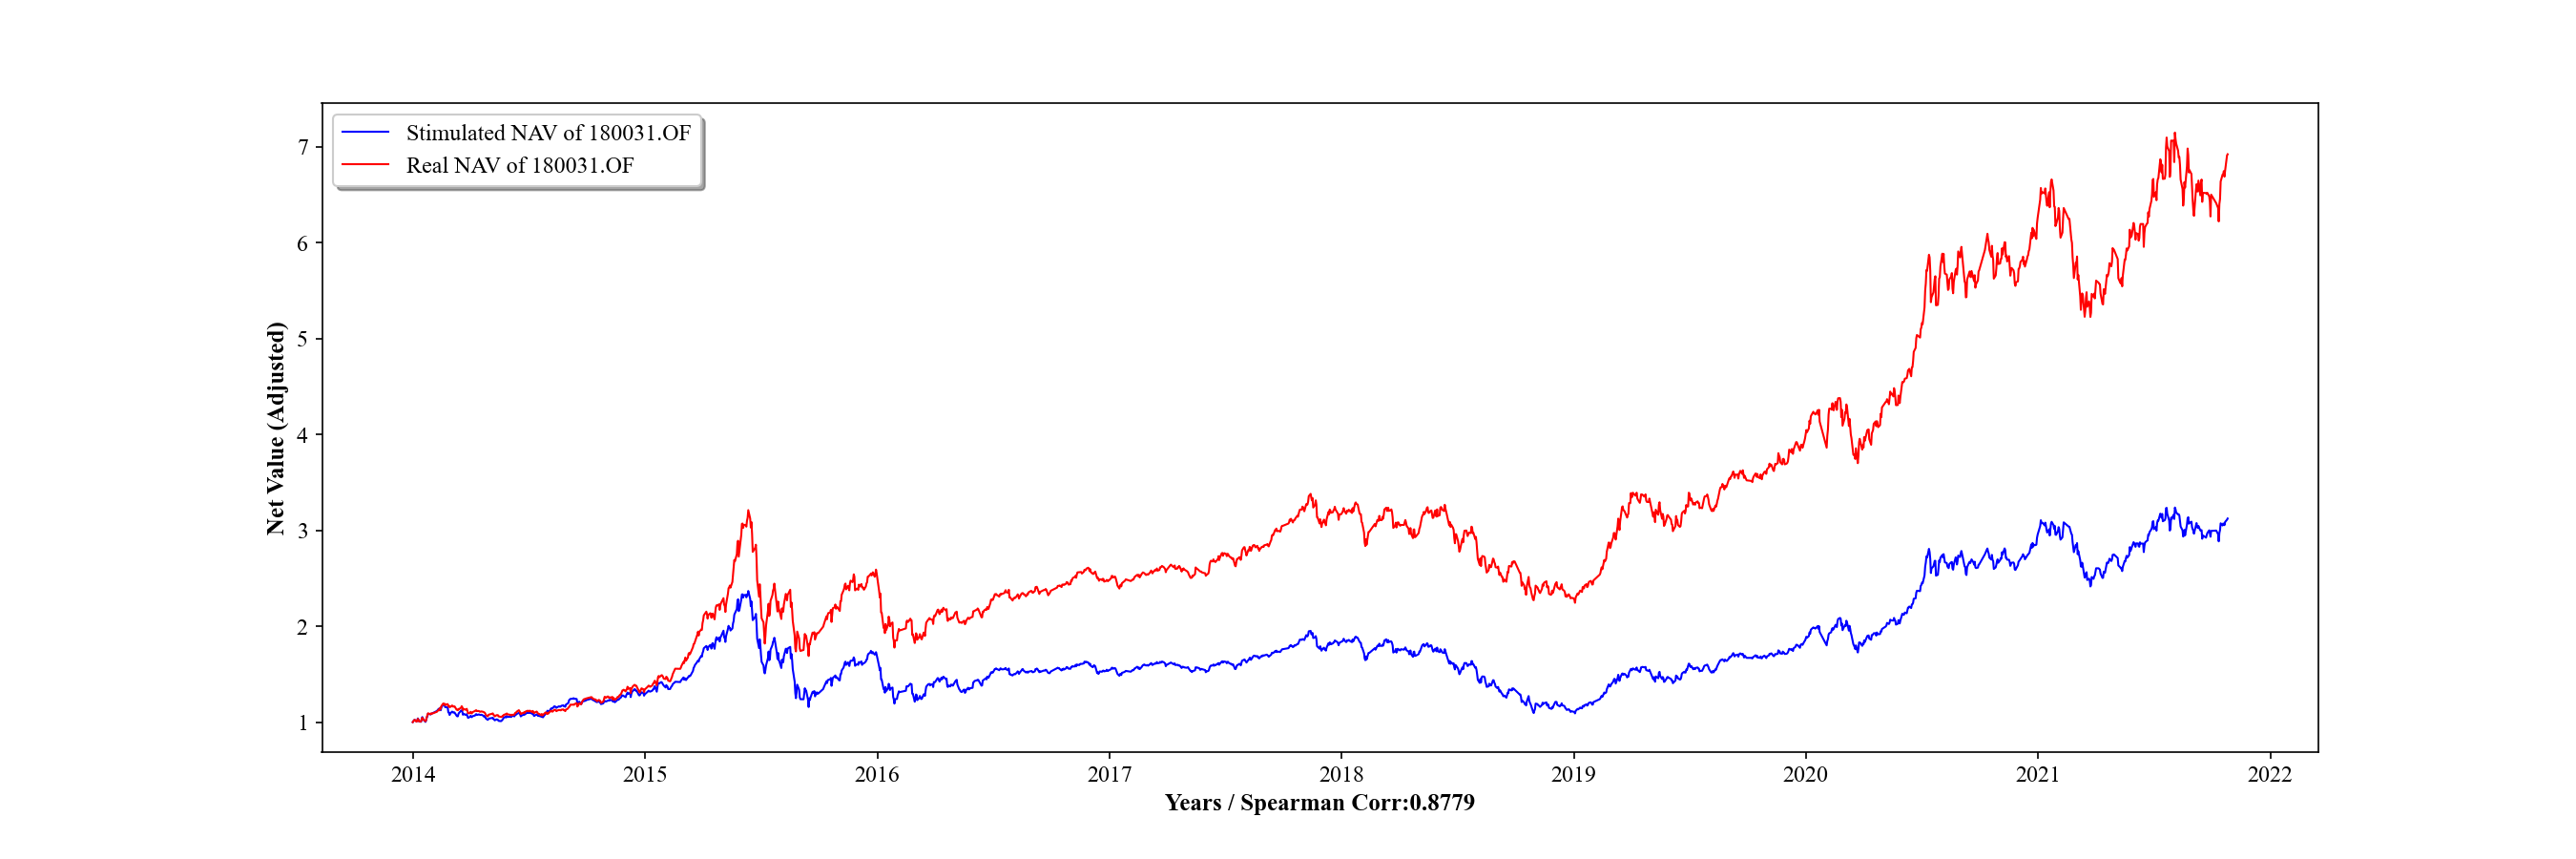 Stimulated NAV of 180031.OF
Real NAV of 180031.OF
7
6
5
4
3
2
1
Net Value (Adjusted)
2014 2015 2016 2017 2018 2019 2020 2021 2022
Years / Spearman Corr:0.8779